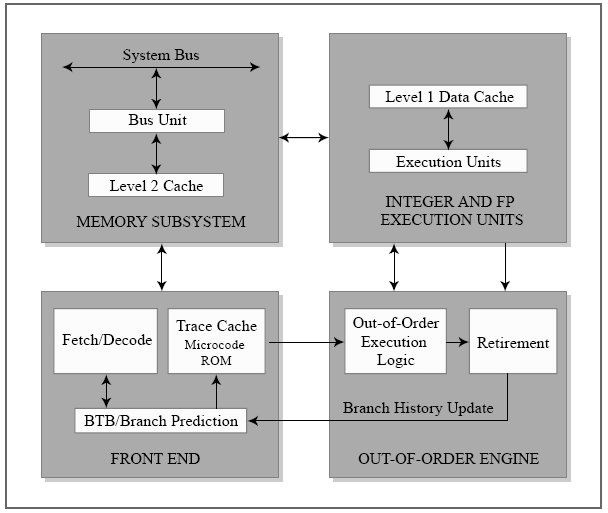 System Bus
Bus Unit
Level 2 Cache
MEMORY SUBSYSTEM
Level 1 Data Cache
Execution Units
INTEGER AND FP
EXECUTION UNITS
Fetch/Decode
Trace Cache
Microcode
ROM
BTB/Branch Prediction
FRONT END
Out-of-Order
Execution
Logic
Retirement
Branch History Update
OUT-OF-ORDER ENGINE